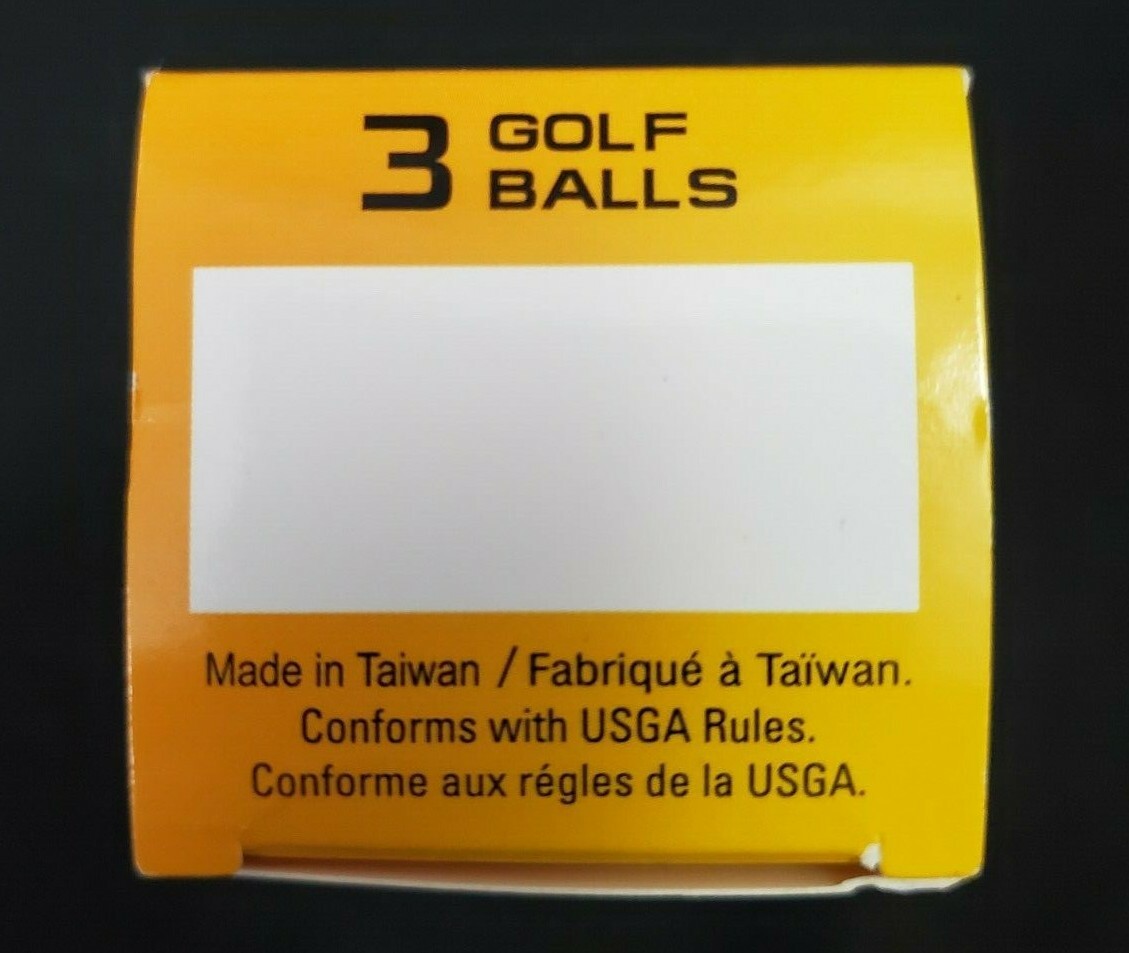 3 GOLF
BALLS
Made in Taiwan / Fabriqué à Taïwan.
Conforms with USGA Rules.
Conforme aux régles de la USGA.